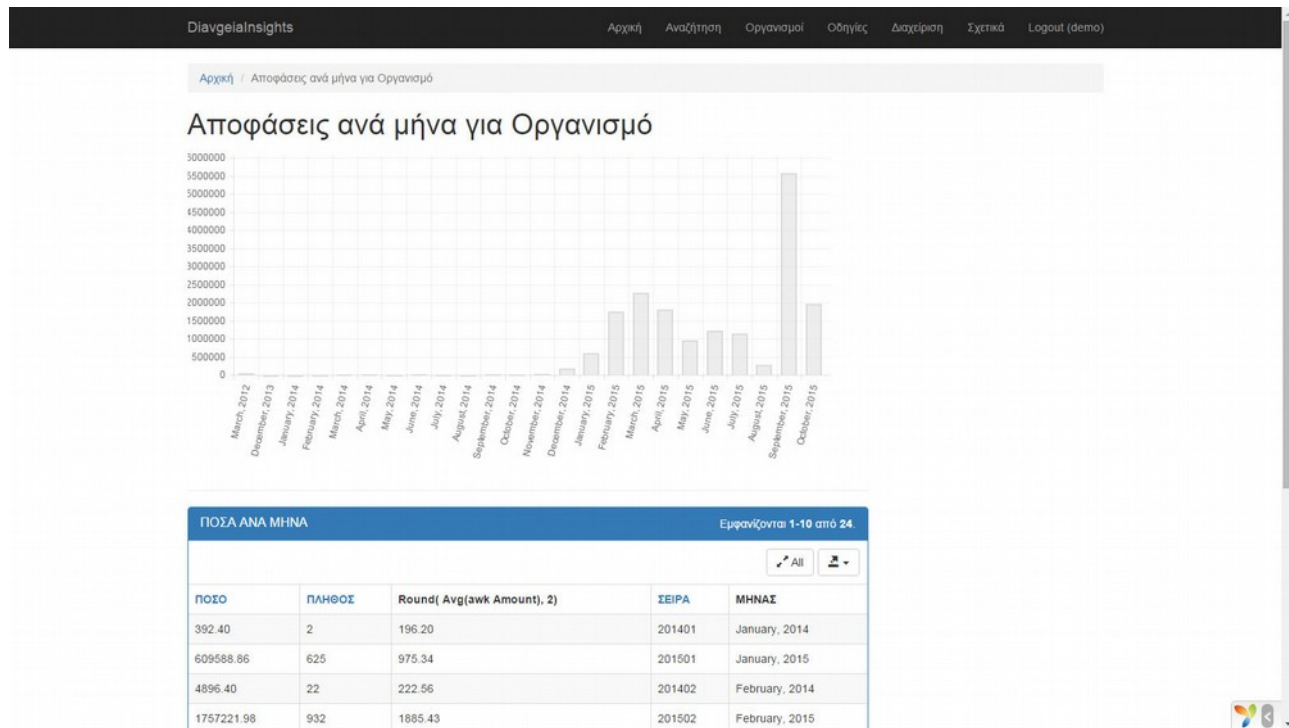 DiavgeiaInsights Αρχική Αναζήτηση Οργανισμοί Οδηγίες Διαχείριση Σχετικά Logout (demo)
Αρχική / Αποφάσεις ανά μήνα για Οργανισμό
Αποφάσεις ανά μήνα για Οργανισμό
6000000
5500000
5000000
4500000
4000000
3500000
3000000
2500000
2000000
1500000
1000000
500000
0
March, 2012
December, 2013
January, 2014
February, 2014
March, 2014
April, 2014
May, 2014
June, 2014
July, 2014
August, 2014
September, 2014
October, 2014
November, 2014
December, 2014
January, 2015
February, 2015
March, 2015
April, 2015
May, 2015
June, 2015
July, 2015
August, 2015
September, 2015
October, 2015
ΠΟΣΑ ΑΝΑ ΜΗΝΑ Εμφανίζονται 1-10 από 24.
All
ΠΟΣΟ ΠΛΗΘΟΣ Round( Avg(awk Amount), 2) ΣΕΙΡΑ ΜΗΝΑΣ
392.40 2 196.20 201401 January, 2014
609588.86 625 975.34 201501 January, 2015
4896.40 22 222.56 201402 February, 2014
1757221.98 932 1885.43 201502 February, 2015